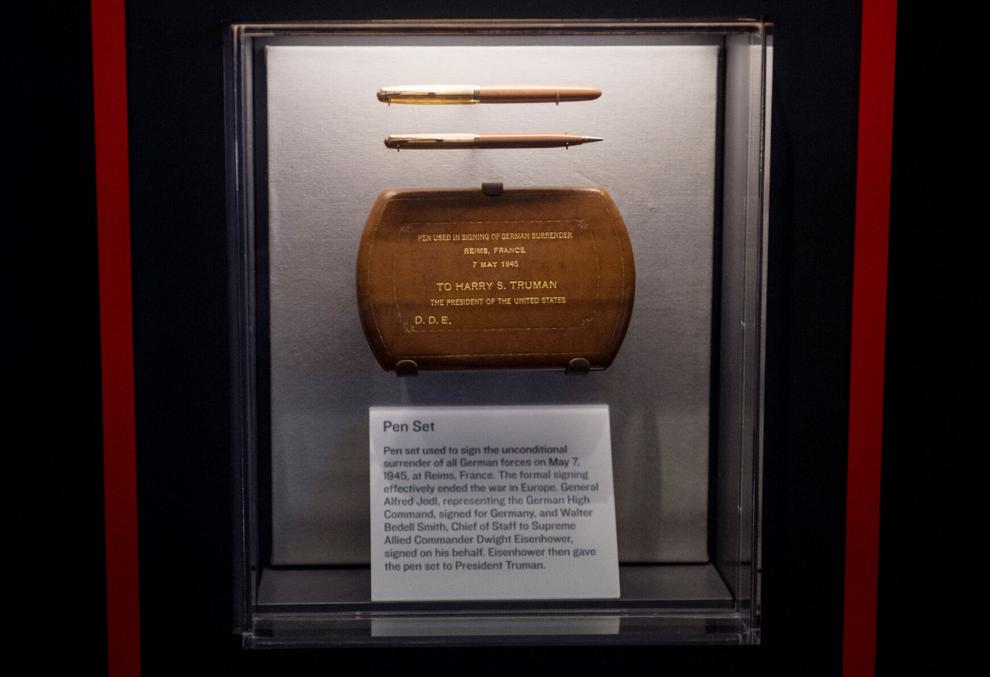 PEN USED IN SIGNING OF GERMAN SURRENDER
REIMS, FRANCE
7 MAY 1945
TO HARRY S. TRUMAN
THE PRESIDENT OF THE UNITED STATES
D. D. E.
Pen Set
Pen set used to sign the unconditional
surrender of all German forces on May 7,
1945, at Reims, France. The formal signing
effectively ended the war in Europe. General
Alfred Jodl, representing the German High
Command, signed for Germany, and Walter
Bedell Smith, Chief of Staff to Supreme
Allied Commander Dwight Eisenhower,
signed on his behalf. Eisenhower then gave
the pen set to President Truman.